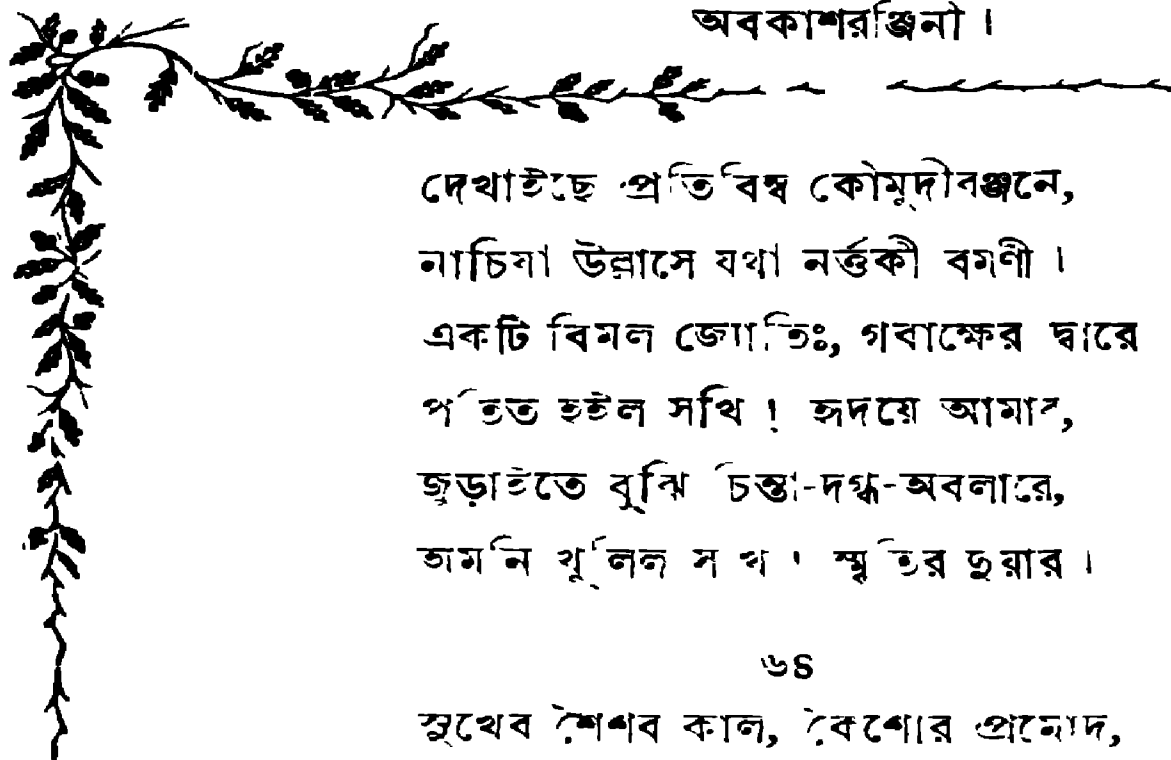 অবকাশরঞ্জিনী ।
দেখাইছে প্রতিবিম্ব কৌমুদীরঞ্জনে,
নাচিয়া উল্লাসে যথা নর্ত্তকী রমণী ।
একটি বিমল জ্যোতিঃ, গবাক্ষের দ্বারে
পতিত হইল সখি ! হৃদয়ে আমার,
জুড়াইতে বুঝি চিন্তা-দগ্ধ-অবলারে,
অমনি খুলিল সখি ! স্মৃতির দুয়ার ।
৬৪
সুখের শৈশব কাল, কৈশোর প্রমোদ,